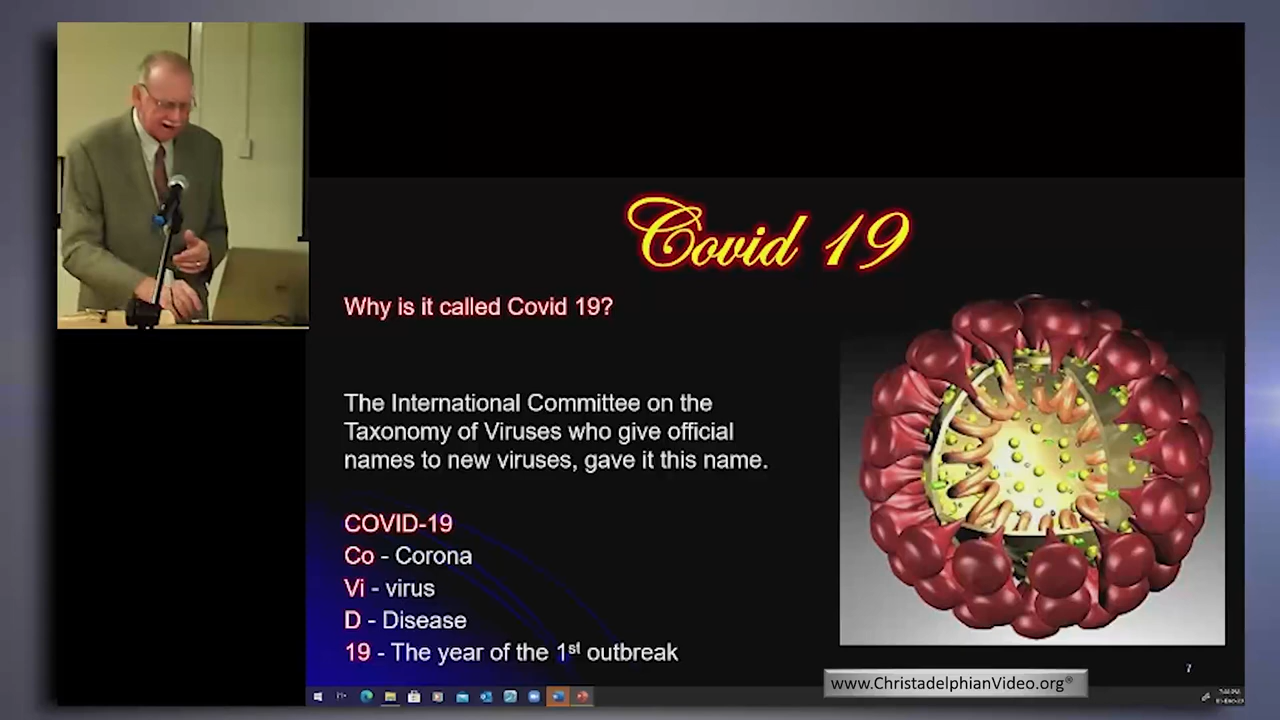 Covid 19
Why is it called Covid 19?
The International Committee on the
Taxonomy of Viruses who give official
names to new viruses, gave it this name.
COVID-19
Co - Corona
Vi - virus
D - Disease
19 - The year of the 1st outbreak
7
www.ChristadelphianVideo.org®